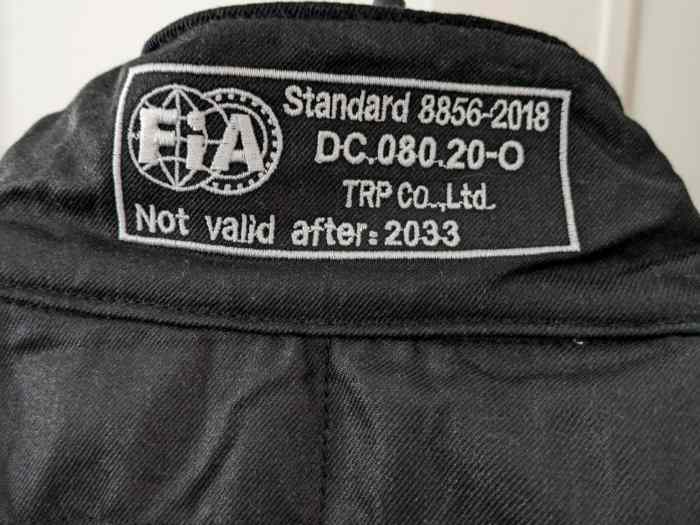 FiA
Standard 8856-2018
DC.080.20-O
TRP Co.,Ltd.
Not valid after: 2033